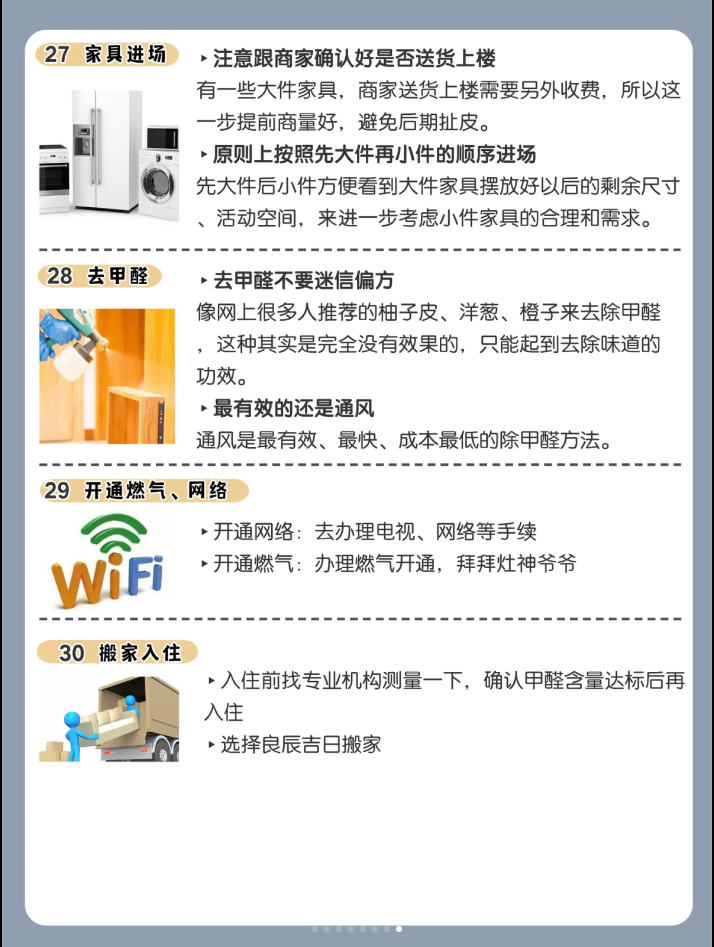 27 家具进场
‣注意跟商家确认好是否送货上楼
有一些大件家具，商家送货上楼需要另外收费，所以这
一步提前商量好，避免后期扯皮。
‣原则上按照先大件再小件的顺序进场
先大件后小件方便看到大件家具摆放好以后的剩余尺寸
、活动空间，来进一步考虑小件家具的合理和需求。
28 去甲醛
‣去甲醛不要迷信偏方
像网上很多人推荐的柚子皮、洋葱、橙子来去除甲醛
，这种其实是完全没有效果的，只能起到去除味道的
功效。
‣最有效的还是通风
通风是最有效、最快、成本最低的除甲醛方法。
29 开通燃气、网络
WiFi
‣开通网络：去办理电视、网络等手续
‣开通燃气：办理燃气开通，拜拜灶神爷爷
30 搬家入住
‣入住前找专业机构测量一下，确认甲醛含量达标后再
入住
‣选择良辰吉日搬家